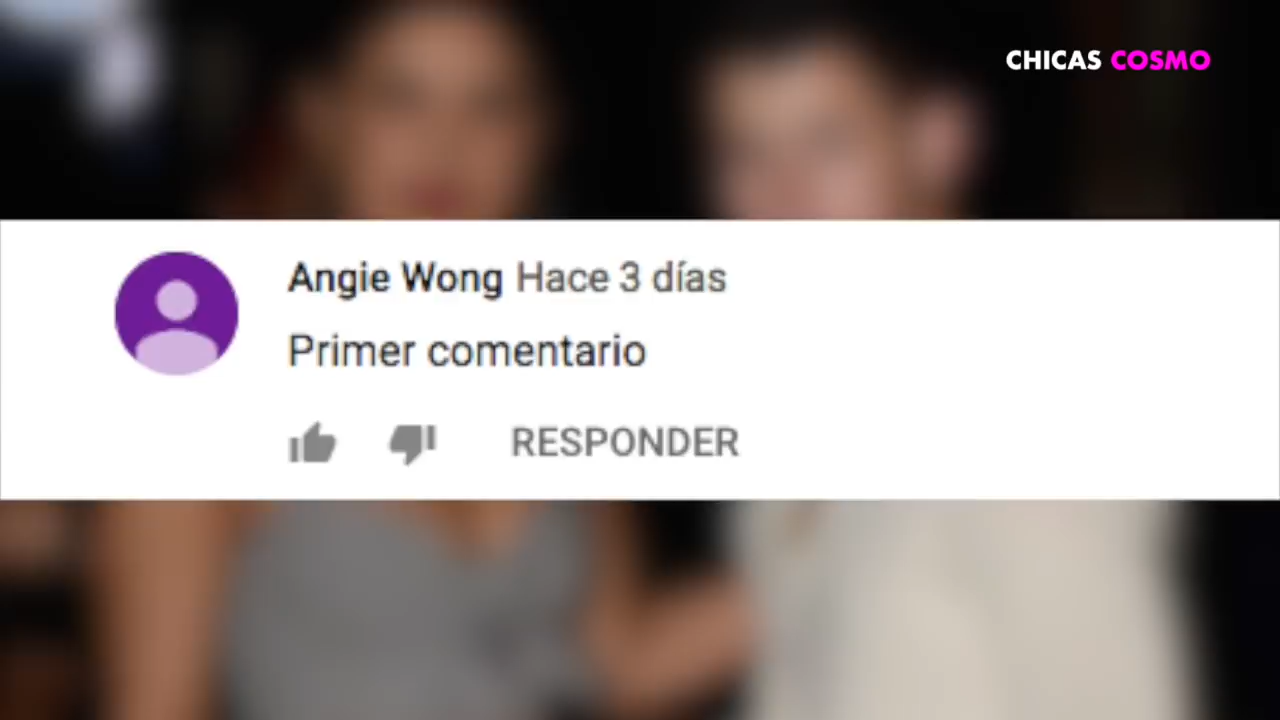 CHICAS COSMO
Angie Wong Hace 3 días
Primer comentario
RESPONDER